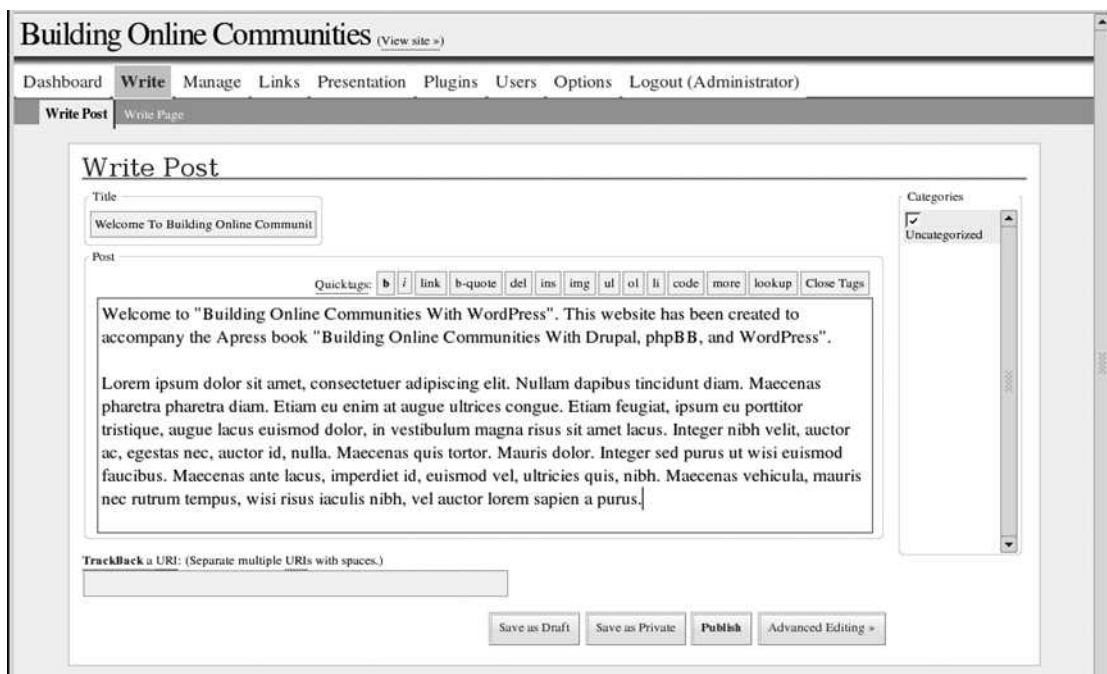 Building Online Communities (View site »)
Dashboard Write Manage Links Presentation Plugins Users Options Logout (Administrator)
Write Post Write Page
Write Post
Title
Welcome To Building Online Communit
Categories
Uncategorized
Post
Quicktags: b i link b-quote del ins img ul ol li code more lookup Close Tags
Welcome to "Building Online Communities With WordPress". This website has been created to
accompany the Apress book "Building Online Communities With Drupal, phpBB, and WordPress".
Lorem ipsum dolor sit amet, consectetuer adipiscing elit. Nullam dapibus tincidunt diam. Maecenas
pharetra pharetra diam. Etiam eu enim at augue ultrices congue. Etiam feugiat, ipsum eu porttitor
tristique, augue lacus euismod dolor, in vestibulum magna risus sit amet lacus. Integer nibh velit, auctor
ac, egestas nec, auctor id, nulla. Maecenas quis tortor. Mauris dolor. Integer sed purus ut wisi euismod
faucibus. Maecenas ante lacus, imperdiet id, euismod vel, ultricies quis, nibh. Maecenas vehicula, mauris
nec rutrum tempus, wisi risus iaculis nibh, vel auctor lorem sapien a purus.
TrackBack a URI: (Separate multiple URIs with spaces.)
Save as Draft Save as Private Publish Advanced Editing »